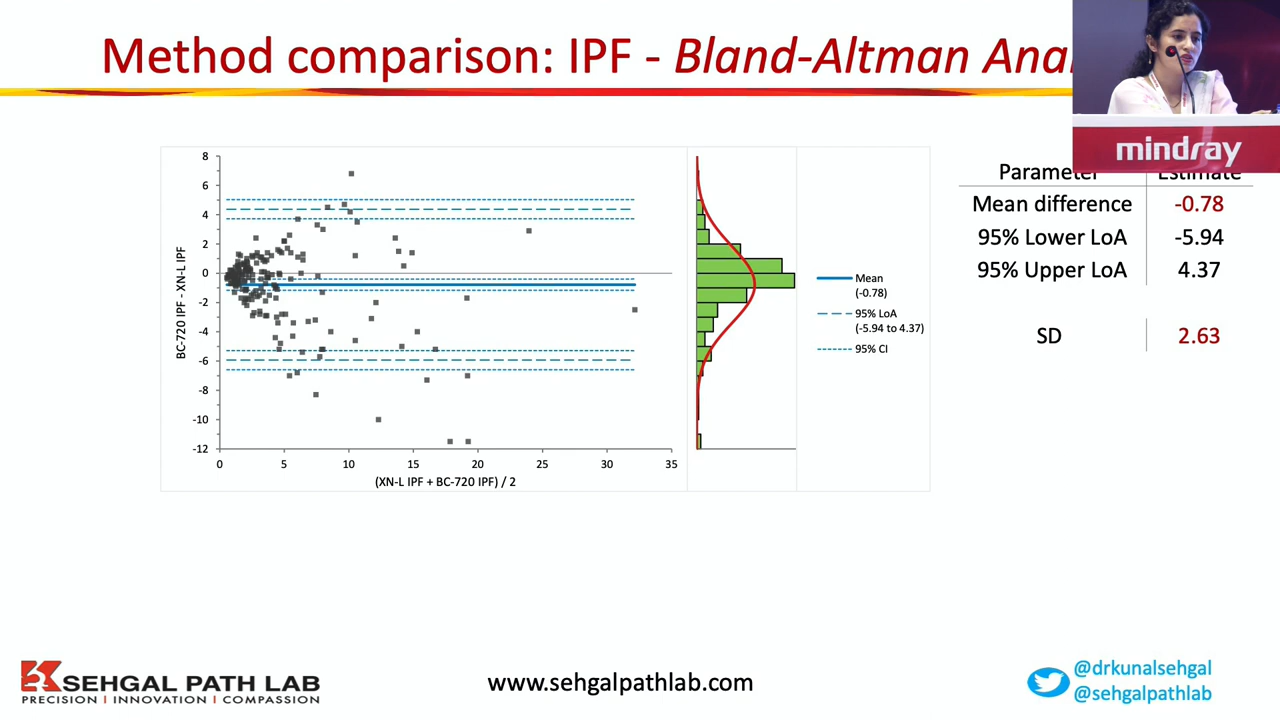 Method comparison: IPF - Bland-Altman
mindray
8
6
4
2
0
-2
-4
-6
-8
-10
-12
BC-720 IPF - XN-L IPF
0 5 10 15 20 25 30 35
(XN-L IPF + BC-720 IPF) / 2
Mean
(-0.78)
95% LoA
(-5.94 to 4.37)
95% CI
Parameter Estimate
Mean difference -0.78
95% Lower LoA -5.94
95% Upper LoA 4.37
SD 2.63
SEHGAL PATH LAB
PRECISION I INNOVATION I COMPASSION
www.sehgalpathlab.com
@drkunalsehgal
@sehgalpathlab